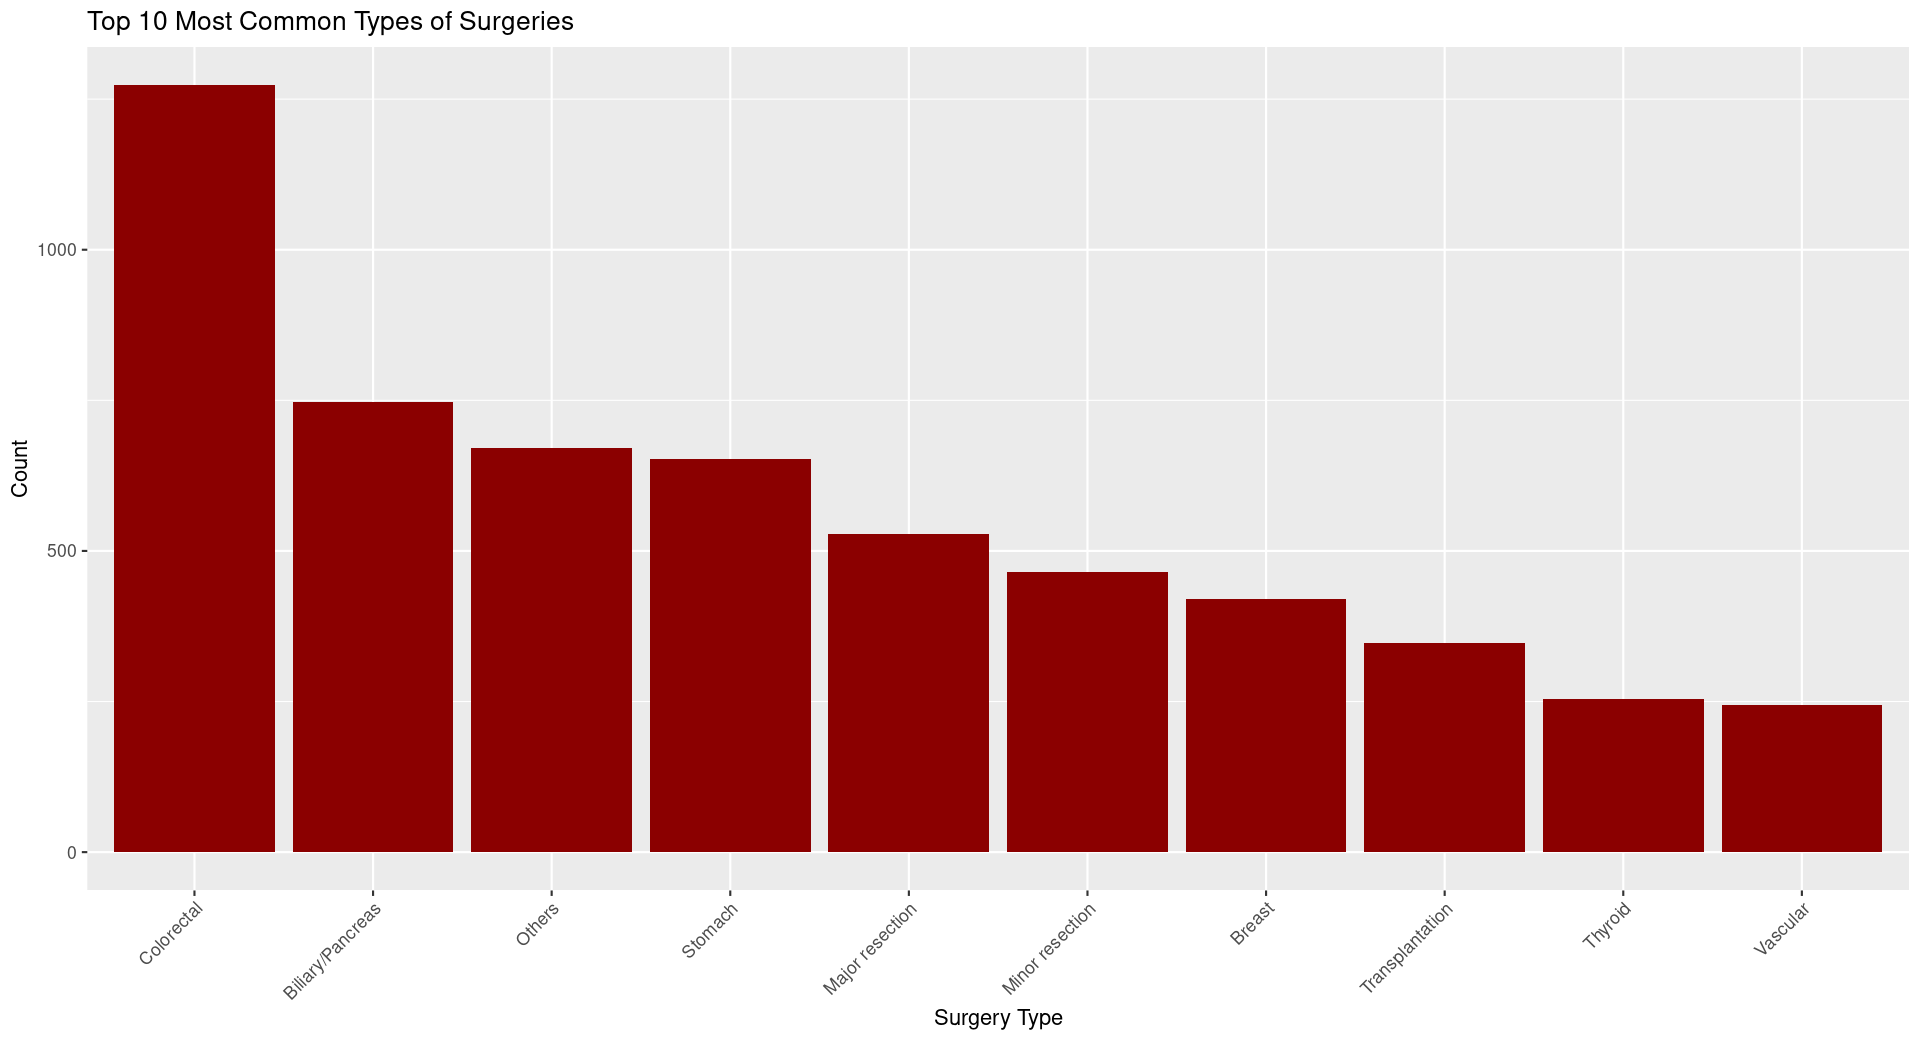 Top 10 Most Common Types of Surgeries
Count
1000
500
0
Colorectal
Biliary/Pancreas
Others
Stomach
Major resection
Minor resection
Breast
Transplantation
Thyroid
Vascular
Surgery Type